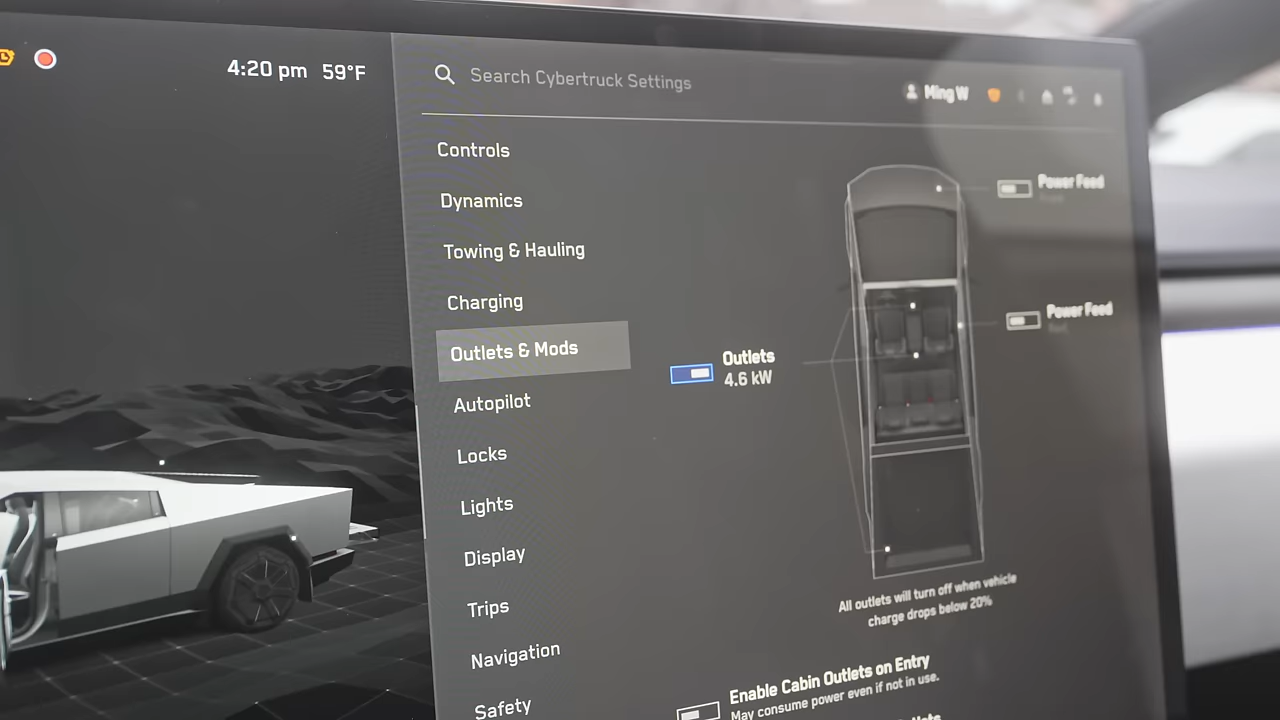 4:20 pm 59°F
Search Cybertruck Settings
Ming W
Controls
Dynamics
Towing & Hauling
Charging
Outlets & Mods
Autopilot
Locks
Lights
Display
Trips
Navigation
Safety
Power Feed
Power Feed
Outlets
4.6 kW
All outlets will turn off when vehicle
charge drops below 20%
Enable Cabin Outlets on Entry
May consume power even if not in use.